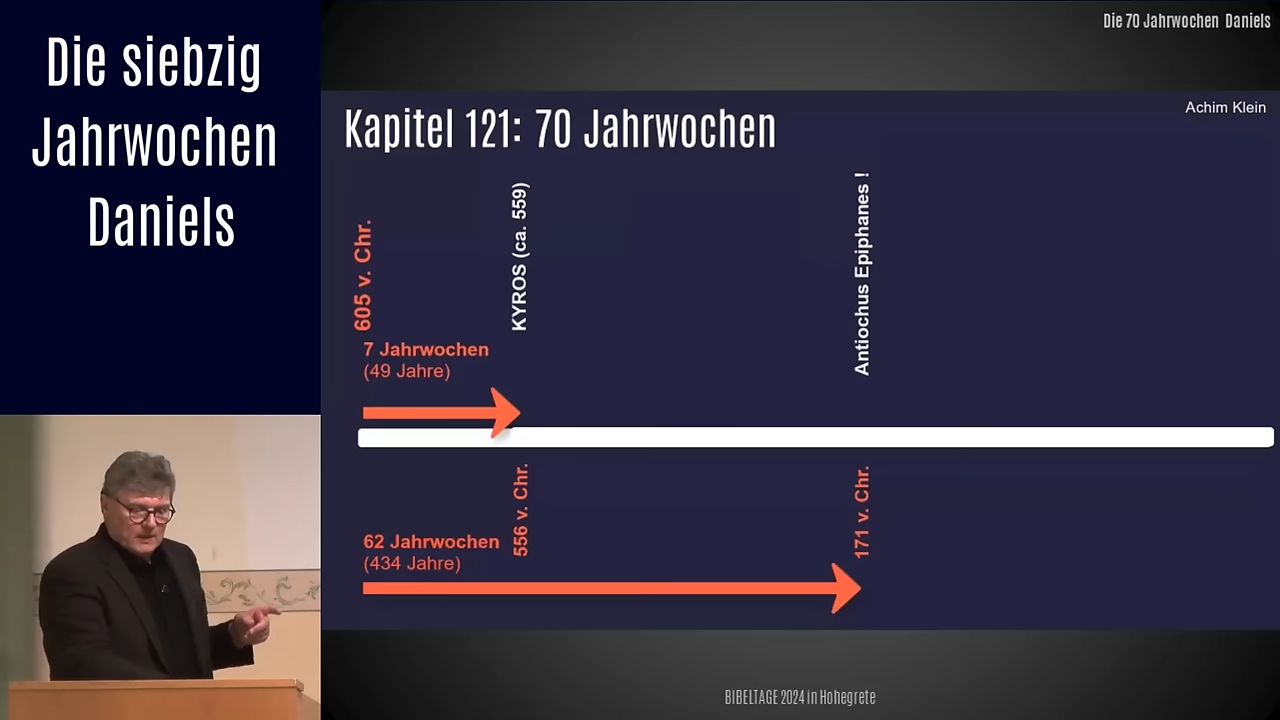 Die siebzig
Jahrwochen
Daniels
Die 70 Jahrwochen Daniels
Achim Klein
Kapitel 121: 70 Jahrwochen
605 v. Chr.
KYROS (ca. 559)
Antiochus Epiphanes !
7 Jahrwochen
(49 Jahre)
556 v. Chr.
171 v. Chr.
62 Jahrwochen
(434 Jahre)
BIBELTAGE 2024 in Hohegrete